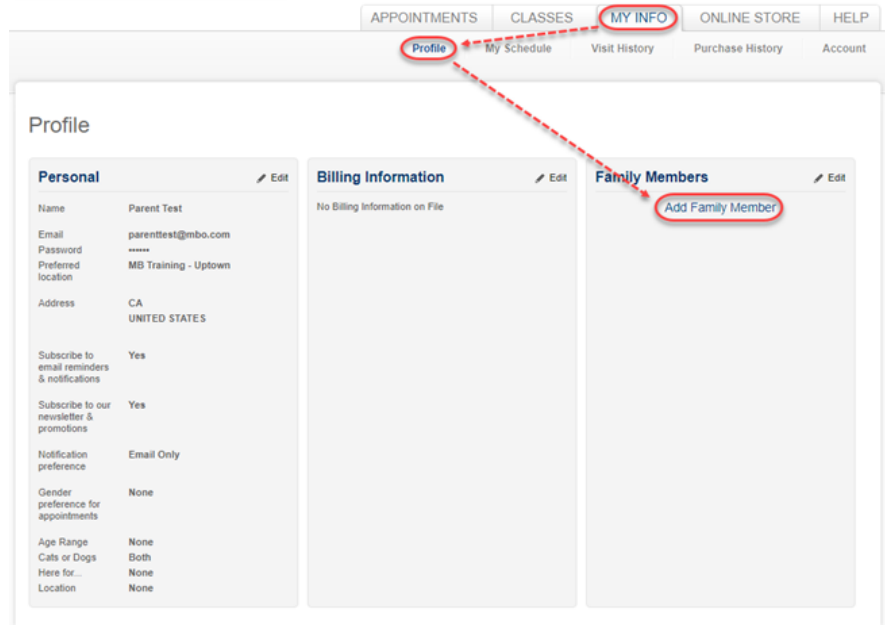 APPOINTMENTS CLASSES MY INFO ONLINE STORE HELP
Profile My Schedule Visit History Purchase History Account
Profile
Personal Edit
Name Parent Test
Email parenttest@mbo.com
Password ••••••
Preferred location MB Training - Uptown
Address CA
UNITED STATES
Subscribe to Yes
email reminders
& notifications
Subscribe to our Yes
newsletter &
promotions
Notification Email Only
preference
Gender None
preference for
appointments
Age Range None
Cats or Dogs Both
Here for... None
Location None
Billing Information Edit
No Billing Information on File
Family Members Edit
Add Family Member